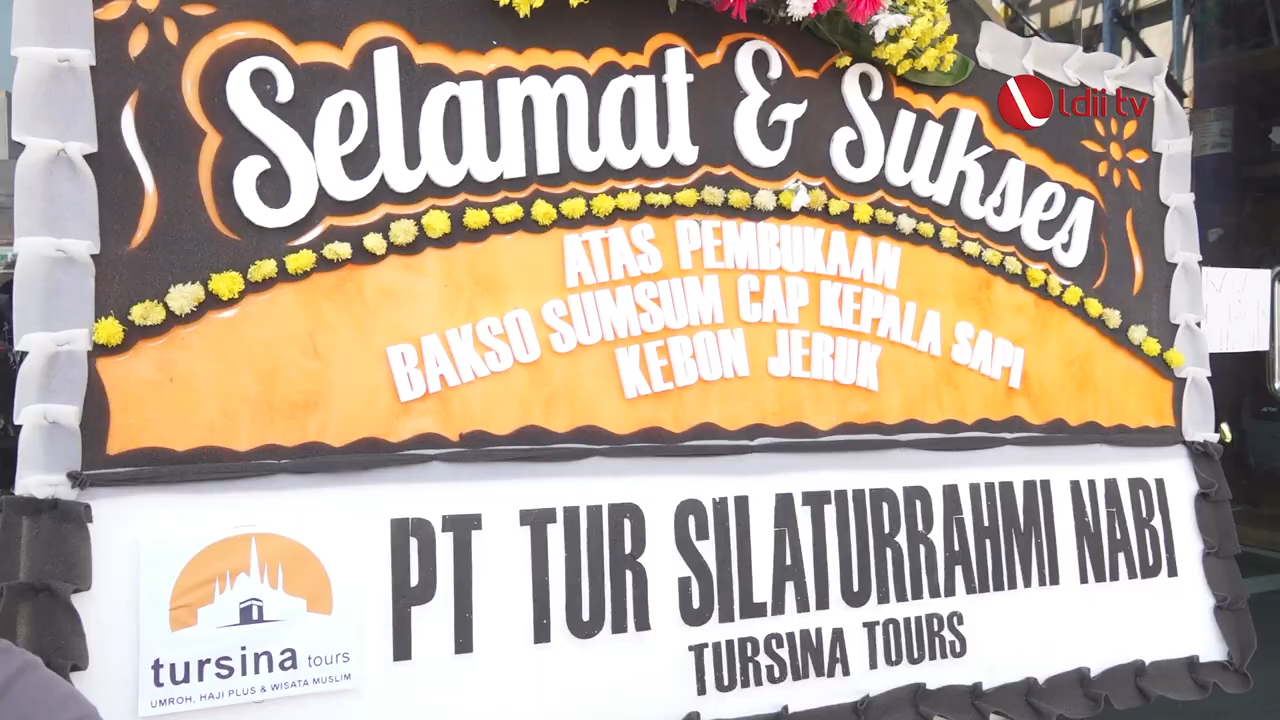 Selamat & Sukses
Ldii tv
ATAS PEMBUKAAN
BAKSO SUMSUM CAP KEPALA SAPI
KEBON JERUK
PT TUR SILATURRAHMI NABI
TURSINA TOURS
tursina tours
UMROH, HAJI PLUS & WISATA MUSLIM